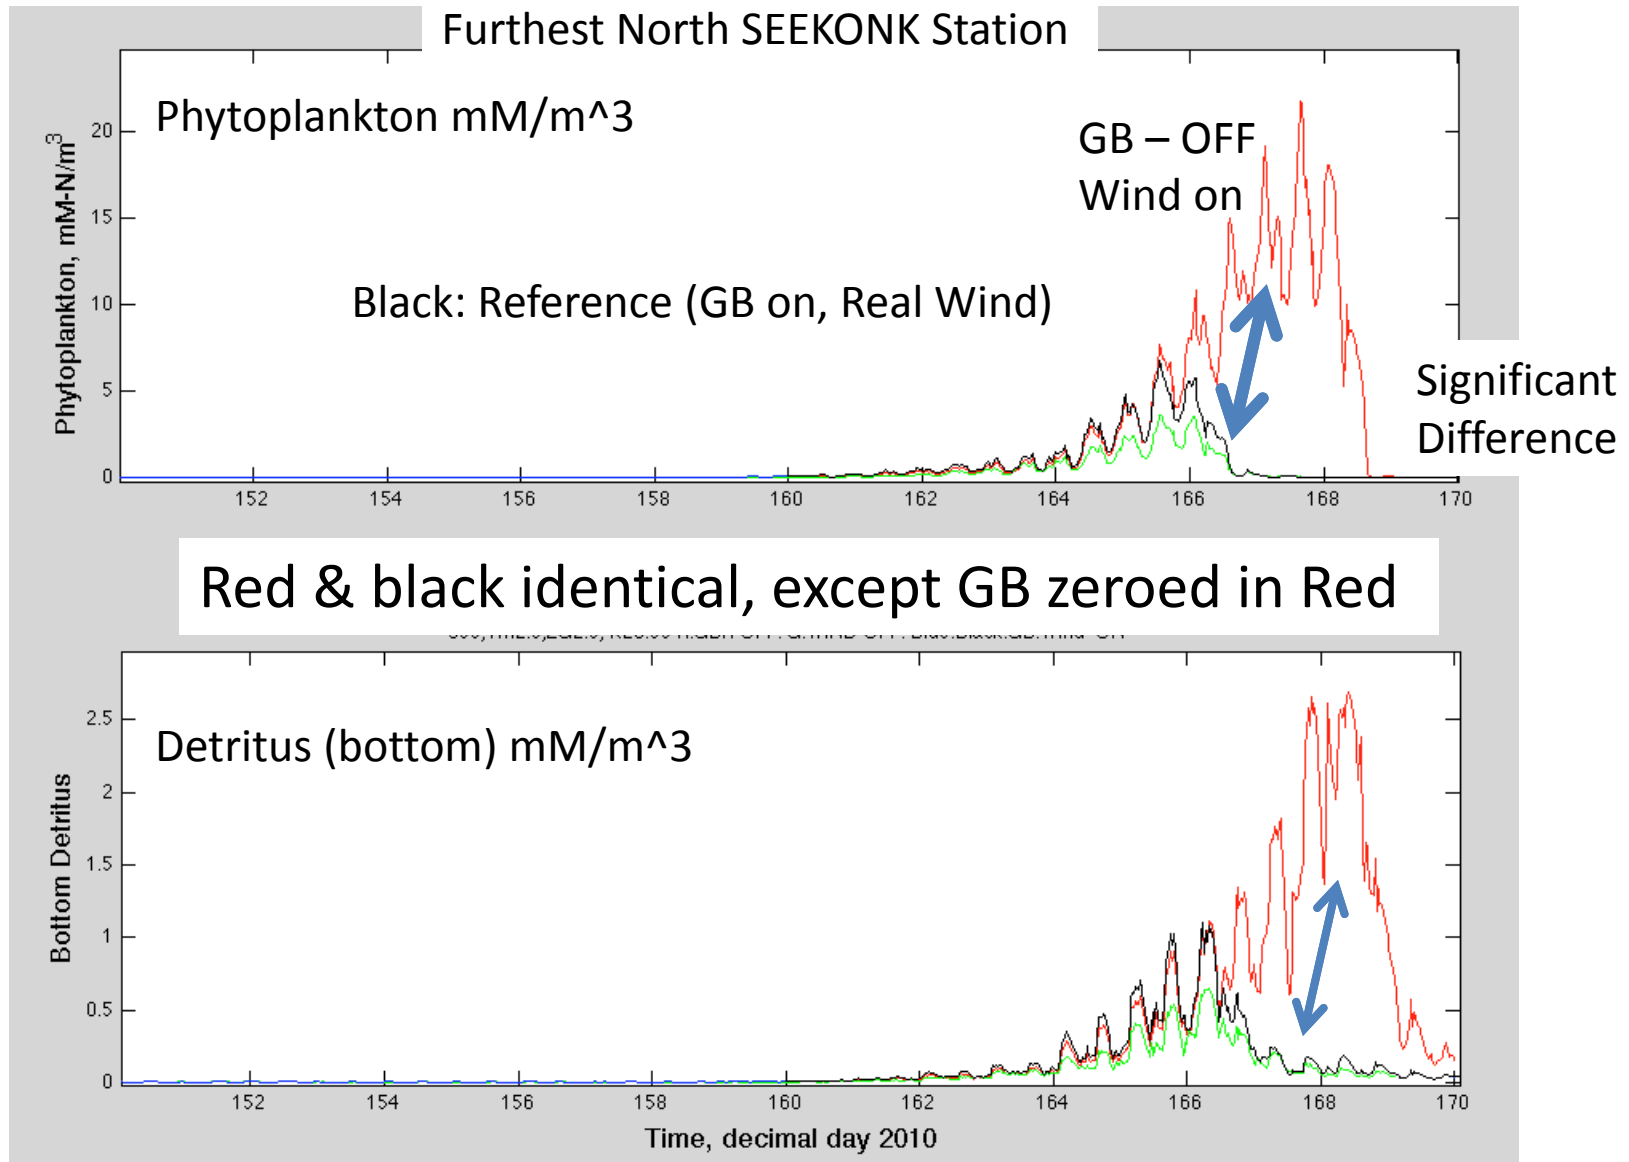 Furthest North SEEKONK Station
Phytoplankton mM/m^3
GB – OFF
Wind on
Black: Reference (GB on, Real Wind)
Significant
Difference
Phytoplankton, mM-N/m3
20
15
10
5
0
152 154 156 158 160 162 164 166 168 170
Red & black identical, except GB zeroed in Red
Detritus (bottom) mM/m^3
Bottom Detritus
2.5
2
1.5
1
0.5
0
152 154 156 158 160 162 164 166 168 170
Time, decimal day 2010